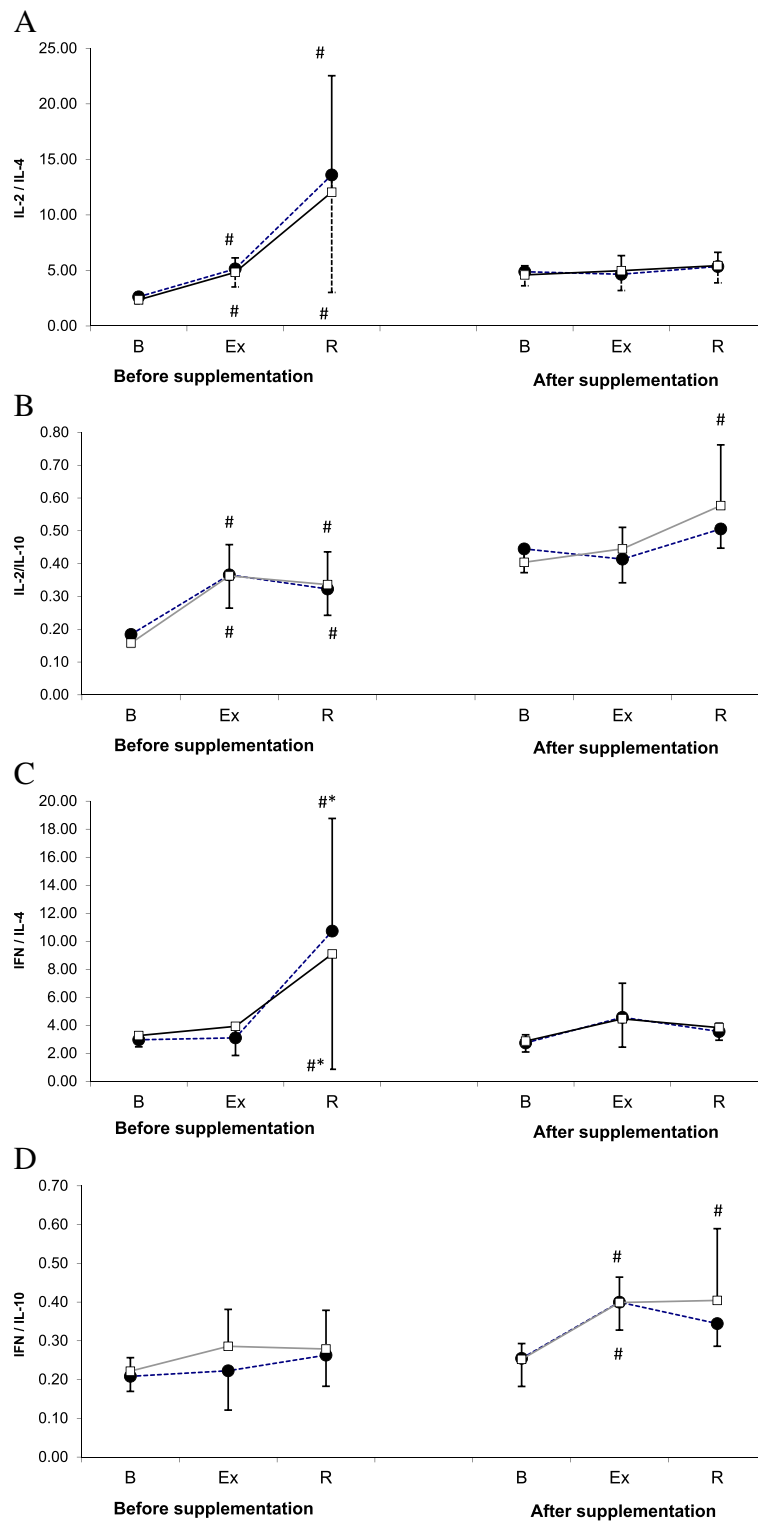 A
25.00
#
20.00
15.00
IL-2 / IL-4
10.00
#
5.00
#
#
0.00
B Ex R B Ex R
Before supplementation After supplementation
B
0.80
#
0.70
0.60
# #
0.50
IL-2/IL-10
0.40
0.30
0.20
# #
0.10
0.00
B Ex R B Ex R
Before supplementation After supplementation
C
20.00
#*
18.00
16.00
14.00
12.00
IFN / IL-4
10.00
8.00
6.00
4.00
2.00
#*
0.00
B Ex R B Ex R
Before supplementation After supplementation
D
0.70
#
0.60
0.50
#
IFN / IL-10
0.40
0.30
#
0.20
0.10
0.00
B Ex R B Ex R
Before supplementation After supplementation